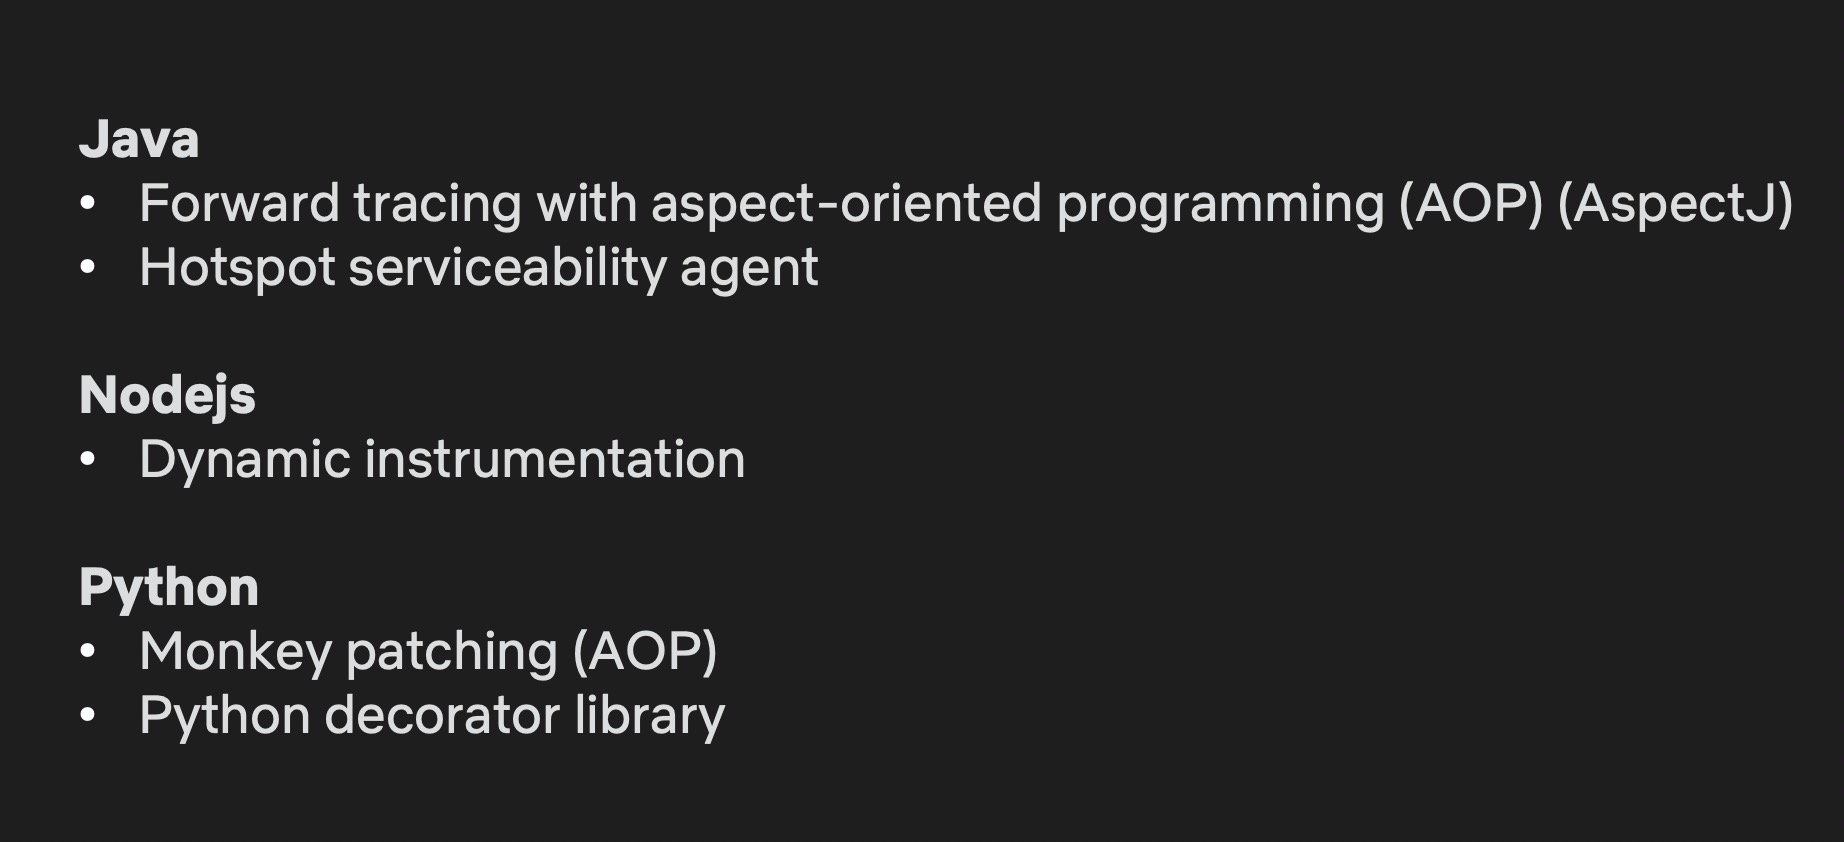 Java
• Forward tracing with aspect-oriented programming (AOP) (AspectJ)
• Hotspot serviceability agent
Nodejs
• Dynamic instrumentation
Python
• Monkey patching (AOP)
• Python decorator library